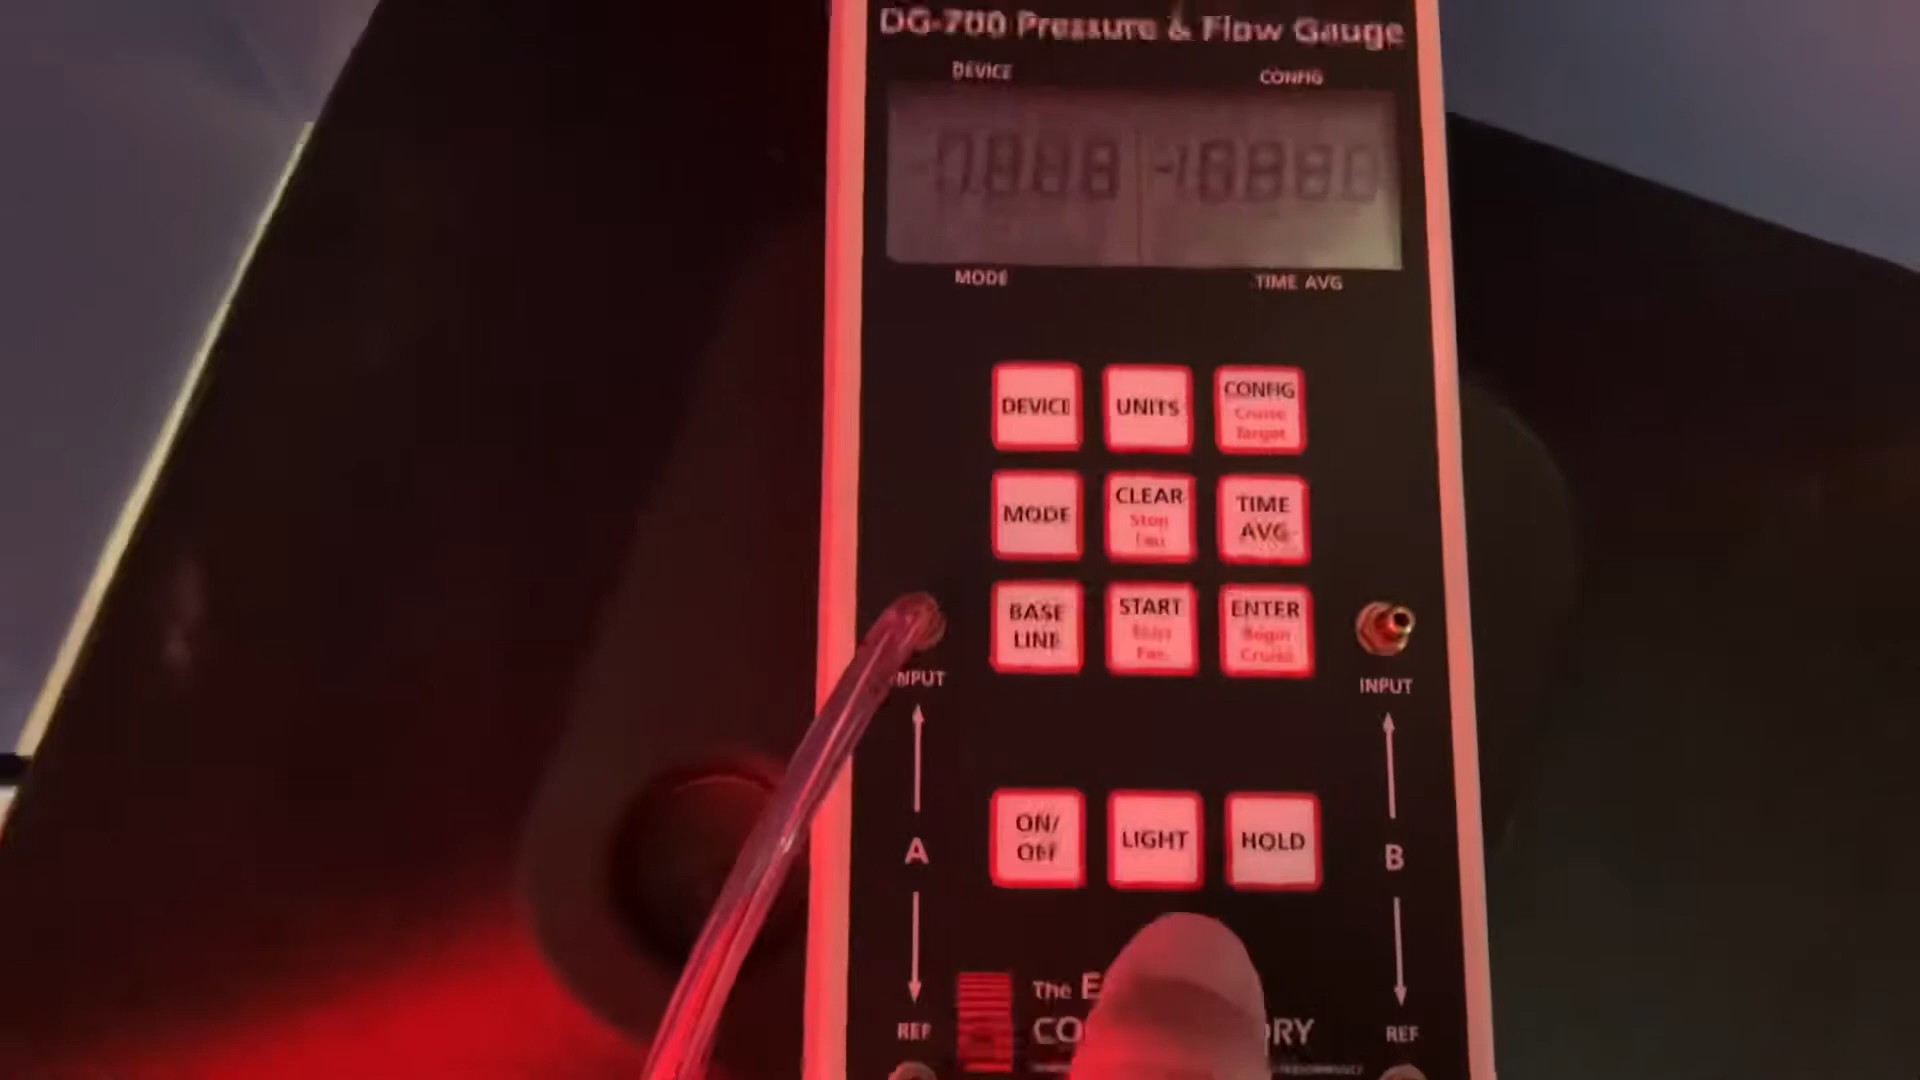 DG-700 Pressure & Flow Gauge
DEVICE CONFIG
MODE TIME AVG
DEVICE
UNITS
CONFIG
Cruise
Target
MODE
CLEAR
Stop
Fan
TIME
AVG
BASE
LINE
START
Start
Fan
ENTER
Begin
Cruise
INPUT
INPUT
ON/
OFF
LIGHT
HOLD
A
B
The
REF
REF